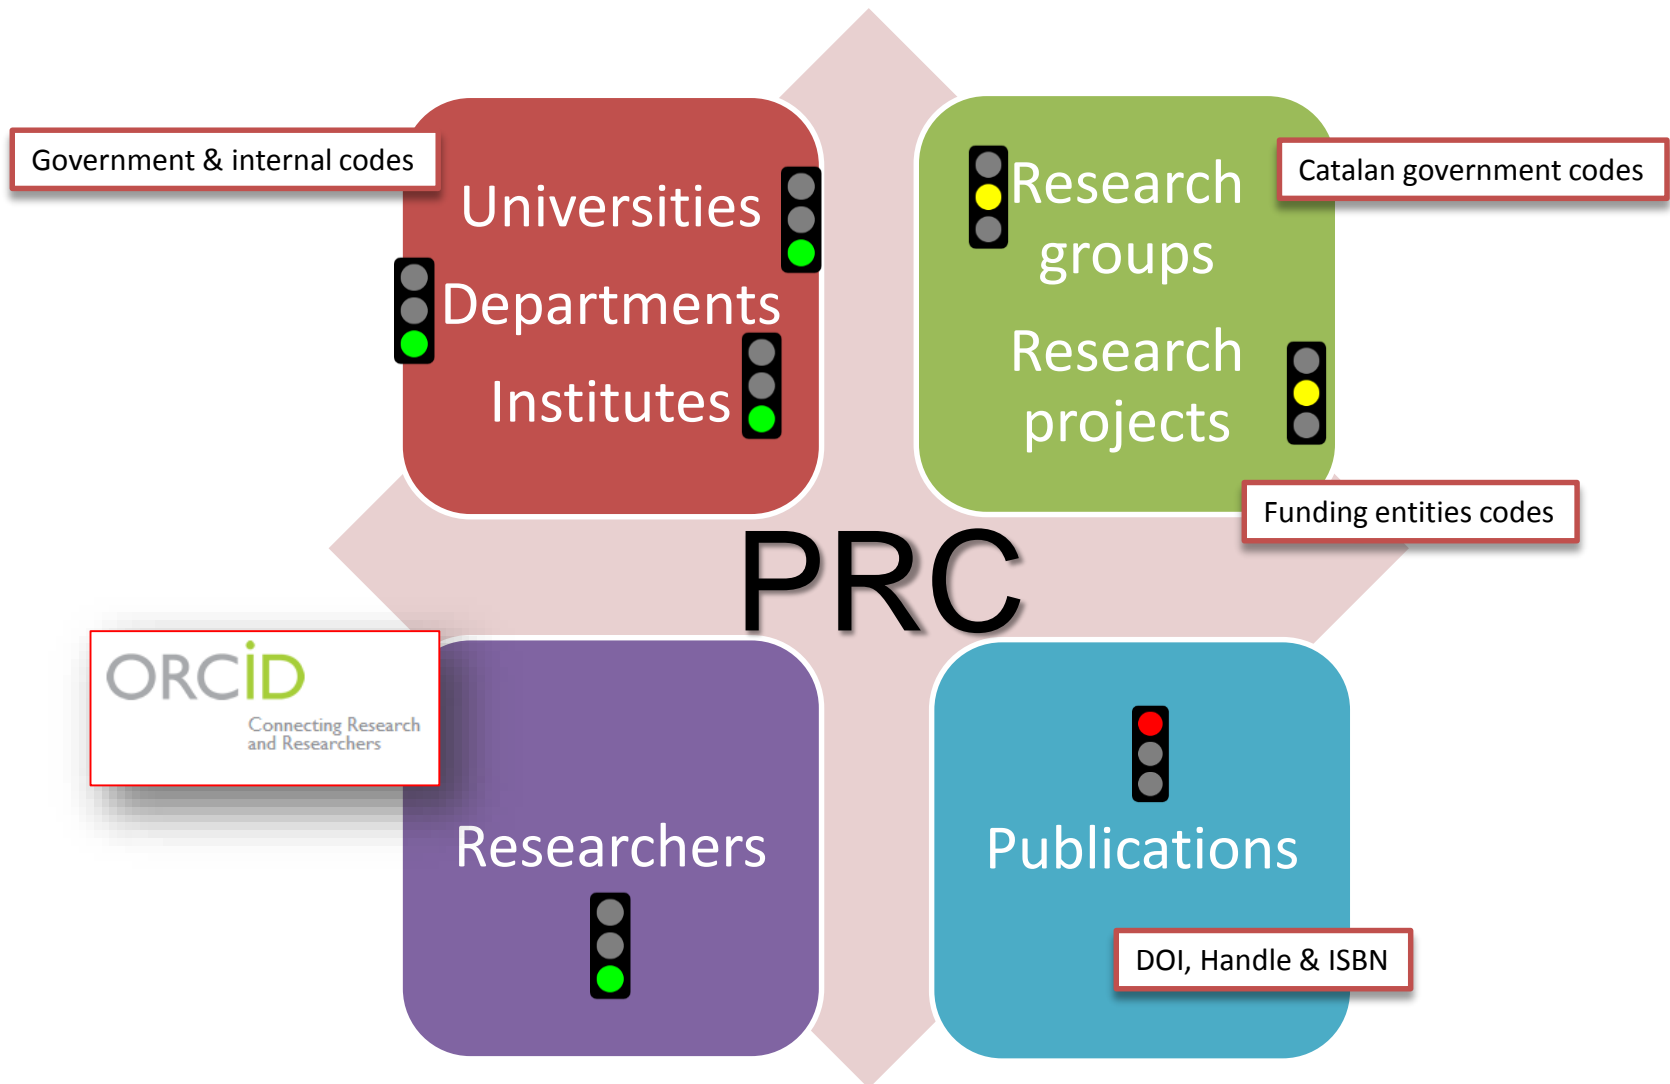 Government & internal codes
Universities
Departments
Institutes
Research
groups
Research
projects
Catalan government codes
Funding entities codes
PRC
ORCiD
Connecting Research
and Researchers
Researchers
Publications
DOI, Handle & ISBN